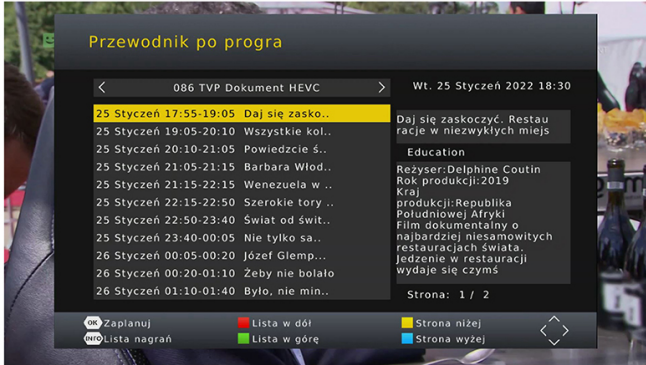 Przewodnik po progra
086 TVP Dokument HEVC
Wt. 25 Styczeń 2022 18:30
25 Styczeń 17:55-19:05 Daj się zasko..
25 Styczeń 19:05-20:10 Wszystkie kol..
25 Styczeń 20:10-21:05 Powiedzcie ś..
25 Styczeń 21:05-21:15 Barbara Włod..
25 Styczeń 21:15-22:15 Wenezuela w ..
25 Styczeń 22:15-22:50 Szerokie tory ..
25 Styczeń 22:50-23:40 Świat od świt..
25 Styczeń 23:40-00:05 Nie tylko sa..
26 Styczeń 00:05-00:20 Józef Glemp...
26 Styczeń 00:20-01:10 Żeby nie bolało
26 Styczeń 01:10-01:40 Było, nie min..
Daj się zaskoczyć. Restau
racje w niezwykłych miejs
Education
Reżyser:Delphine Coutin
Rok produkcji:2019
Kraj
produkcji:Republika
Południowej Afryki
Film dokumentalny o
najbardziej niesamowitych
restauracjach świata.
Jedzenie w restauracji
wydaje się czymś
Strona: 1 / 2
OK Zaplanuj
Lista w dół
Strona niżej
INFO Lista nagrań
Lista w górę
Strona wyżej